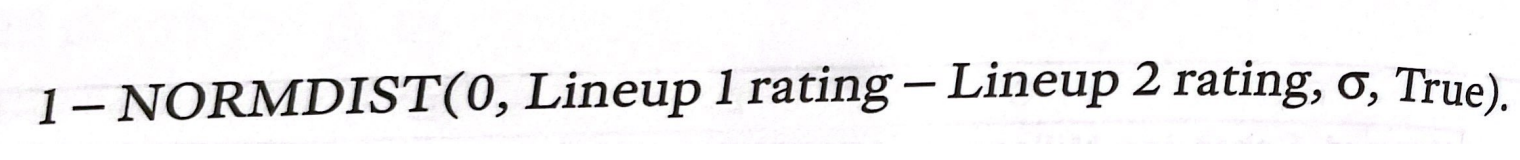 1 – NORMDIST(0, Lineup 1 rating – Lineup 2 rating, σ, True).